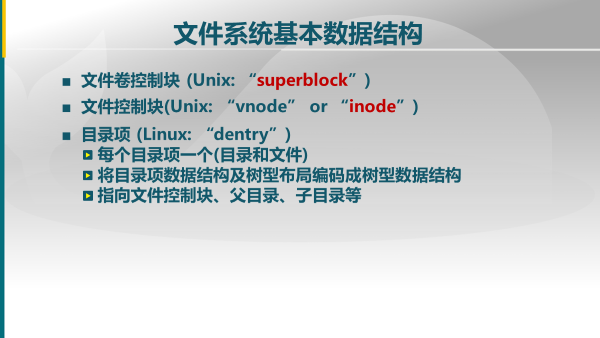 文件系统基本数据结构
文件卷控制块 (Unix: “superblock”)
文件控制块(Unix: “vnode” or “inode”)
目录项 (Linux: “dentry”)
每个目录项一个(目录和文件)
将目录项数据结构及树型布局编码成树型数据结构
指向文件控制块、父目录、子目录等